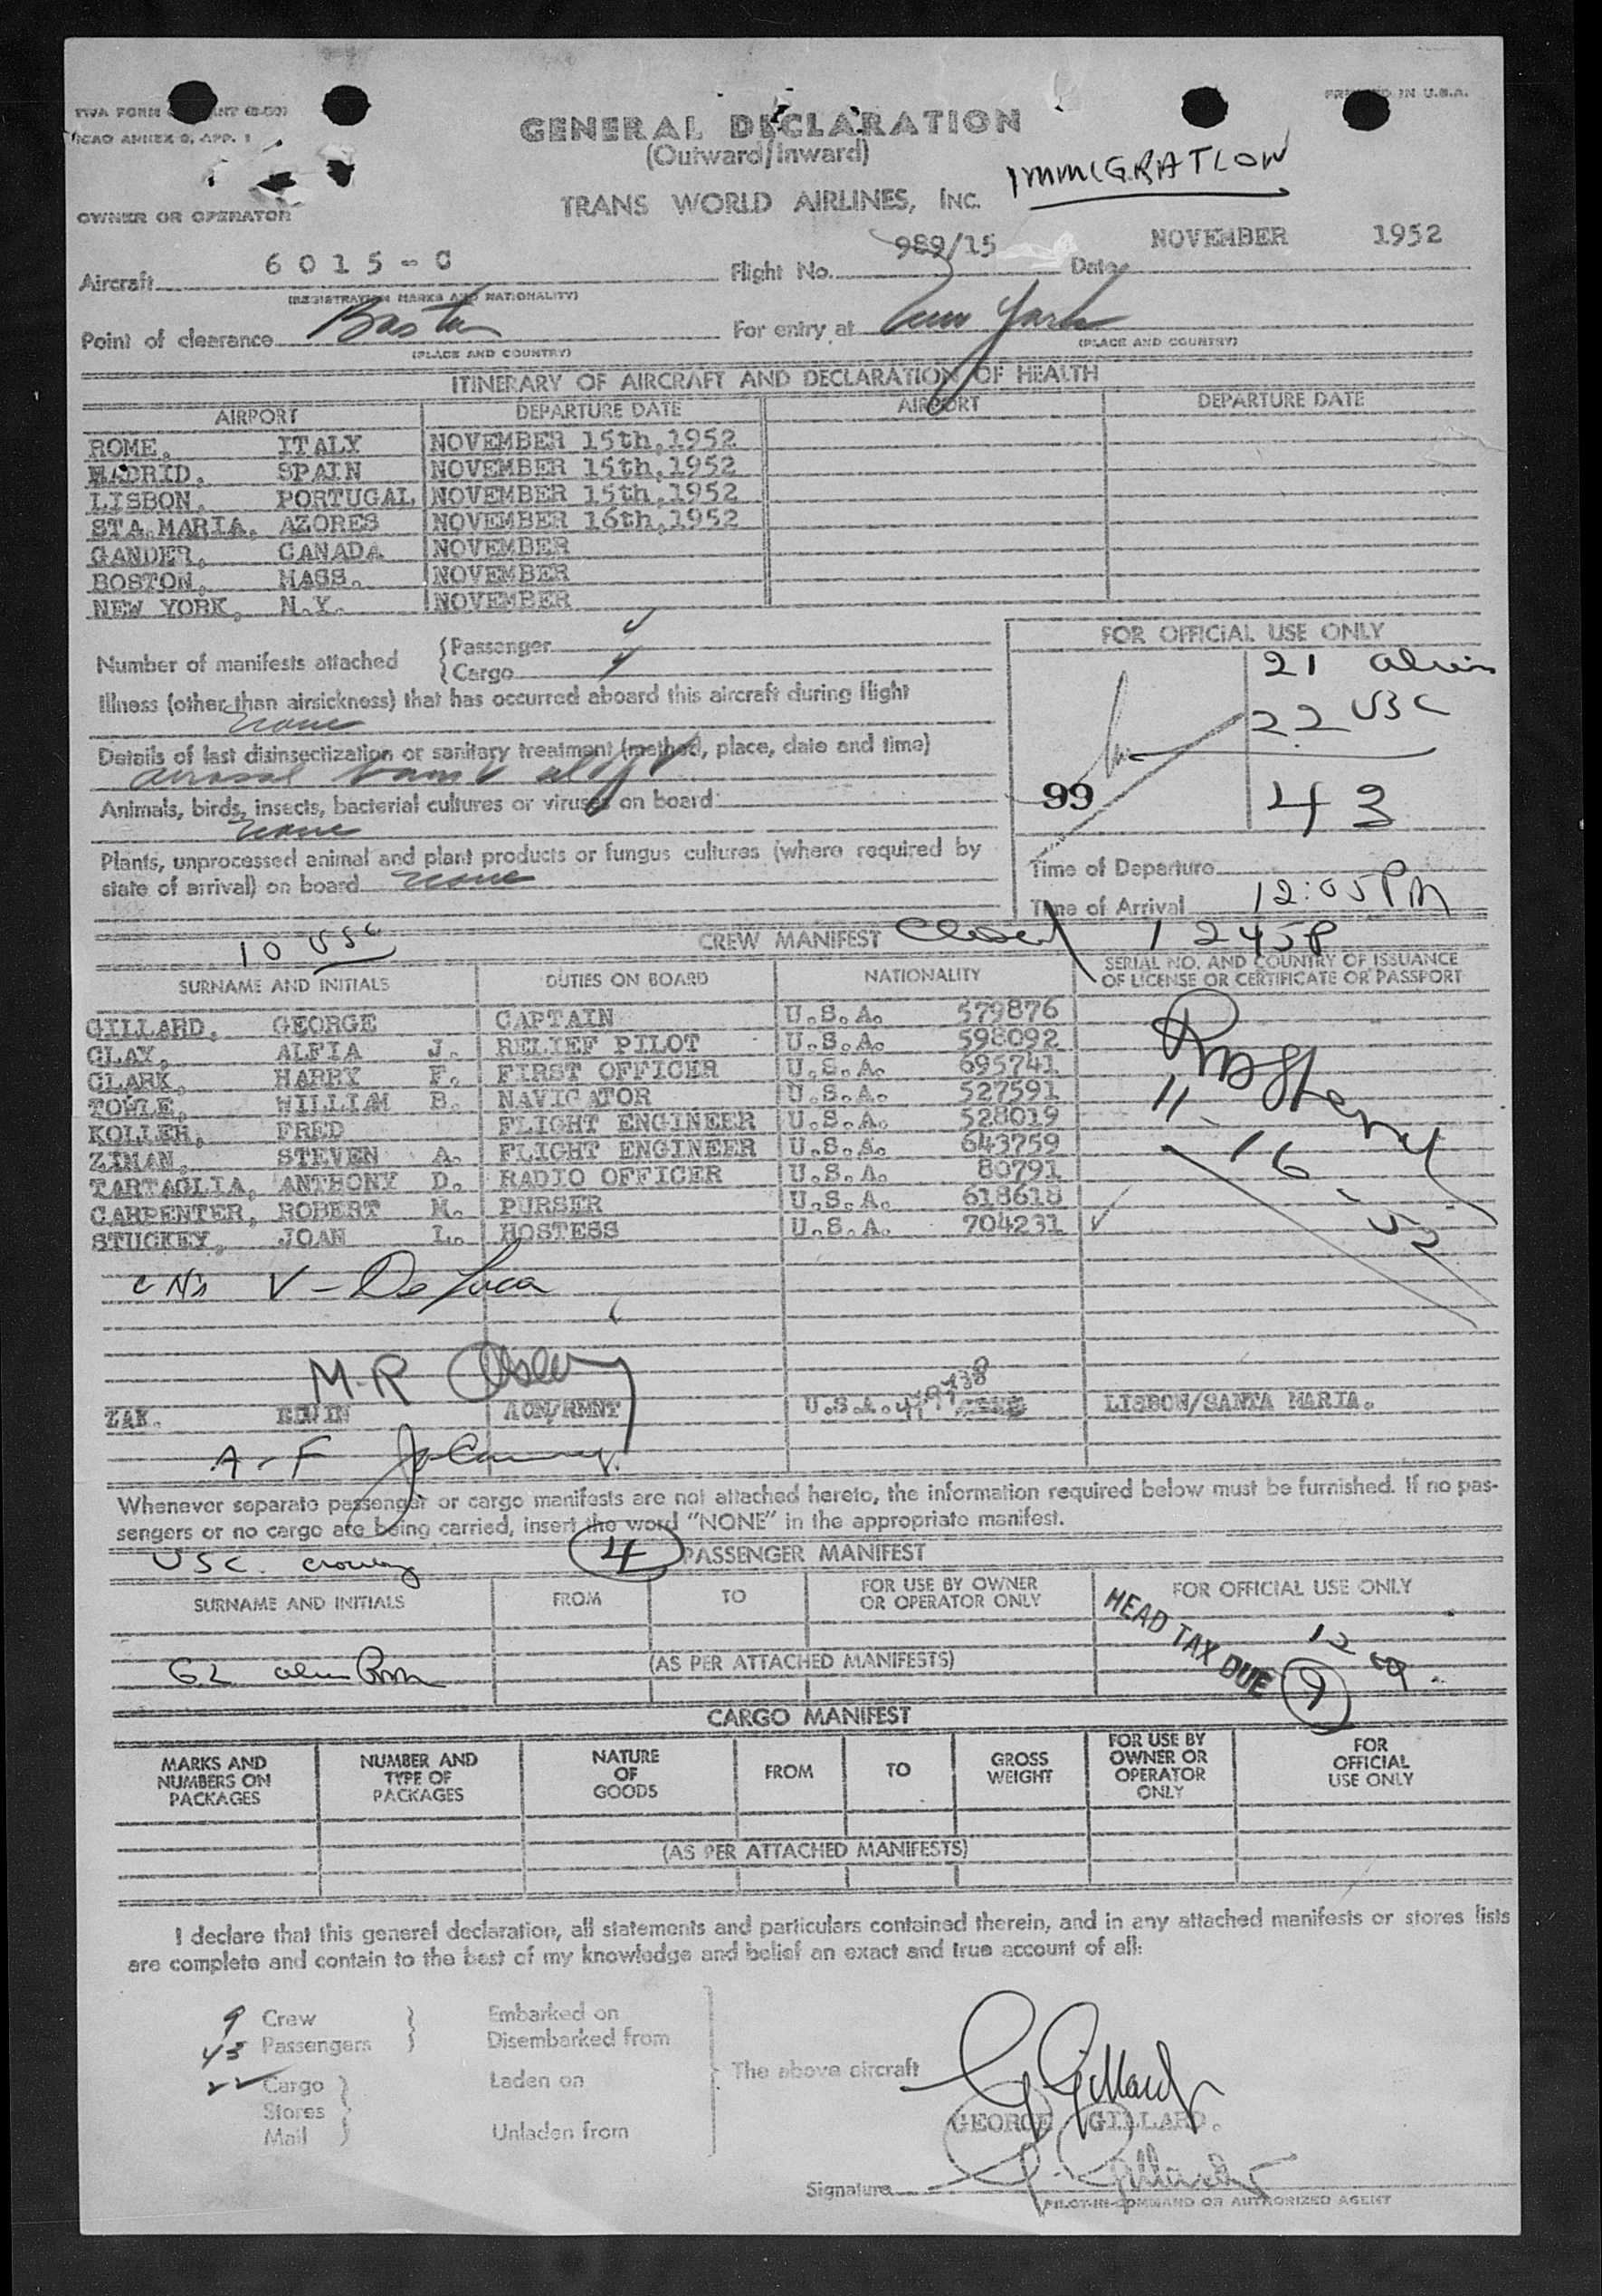 TWA FORM
PRINTED IN U.S.A.
ICAO ANNEX 9, APP. 1
GENERAL DECLARATION
(Outward/Inward)
IMMIGRATION
TRANS WORLD AIRLINES, INC.
OWNER OR OPERATOR
Aircraft 6015-C Flight No. 989/15 Date NOVEMBER 1952
(REGISTRATION MARKS AND NATIONALITY)
Point of clearance Boston For entry at New York
(PLACE AND COUNTRY) (PLACE AND COUNTRY)
ITINERARY OF AIRCRAFT AND DECLARATION OF HEALTH
AIRPORT DEPARTURE DATE AIRPORT DEPARTURE DATE
ROME, ITALY NOVEMBER 15th,1952
MADRID, SPAIN NOVEMBER 15th,1952
LISBON, PORTUGAL NOVEMBER 15th,1952
STA.MARIA, AZORES NOVEMBER 16th,1952
GANDER, CANADA NOVEMBER
BOSTON, MASS. NOVEMBER
NEW YORK, N.Y. NOVEMBER
Number of manifests attached
Passenger 4
Cargo 4
Illness (other than airsickness) that has occurred aboard this aircraft during flight
none
Details of last disinsectization or sanitary treatment (method, place, date and time)
aerosol bomb
Animals, birds, insects, bacterial cultures or viruses on board
none
Plants, unprocessed animal and plant products or fungus cultures (where required by
state of arrival) on board none
FOR OFFICIAL USE ONLY
21 alien
22 USC
99 43
Time of Departure
Time of Arrival 12:05 PM
10 USC CREW MANIFEST Closed 1245P
SURNAME AND INITIALS DUTIES ON BOARD NATIONALITY SERIAL NO. AND COUNTRY OF ISSUANCE
OF LICENSE OR CERTIFICATE OR PASSPORT
GILLARD, GEORGE CAPTAIN U.S.A. 579876
CLAY, ALFIA J. RELIEF PILOT U.S.A. 598092
CLARK, HARRY F. FIRST OFFICER U.S.A. 695741
TOWLE, WILLIAM B. NAVIGATOR U.S.A. 527591
KOLLER, FRED FLIGHT ENGINEER U.S.A. 528019
ZIMAN, STEVEN A. FLIGHT ENGINEER U.S.A. 643759
TARTAGLIA, ANTHONY D. RADIO OFFICER U.S.A. 80791
CARPENTER, ROBERT M. PURSER U.S.A. 618618
STUCKEY, JOAN L. HOSTESS U.S.A. 704231
11-16-52
V-De Luca
M.R
ZAK. EDWIN ACM/RMNT U.S.A. LISBON/SANTA MARIA.
A-F
Whenever separate passenger or cargo manifests are not attached hereto, the information required below must be furnished. If no pas-
sengers or no cargo are being carried, insert the word "NONE" in the appropriate manifest.
USC 4 PASSENGER MANIFEST
SURNAME AND INITIALS FROM TO FOR USE BY OWNER
OR OPERATOR ONLY FOR OFFICIAL USE ONLY
(AS PER ATTACHED MANIFESTS)
HEAD TAX DUE 9
12
CARGO MANIFEST
MARKS AND
NUMBERS ON
PACKAGES
NUMBER AND
TYPE OF
PACKAGES
NATURE
OF
GOODS
FROM
TO
GROSS
WEIGHT
FOR USE BY
OWNER OR
OPERATOR
ONLY
FOR
OFFICIAL
USE ONLY
(AS PER ATTACHED MANIFESTS)
I declare that this general declaration, all statements and particulars contained therein, and in any attached manifests or stores lists
are complete and contain to the best of my knowledge and belief an exact and true account of all:
9 Crew Embarked on
43 Passengers Disembarked from
22 Cargo Laden on
Stores
Mail Unladen from
The above aircraft
G. Gillard
GEORGE GILLARD.
Signature G. Gillard
PILOT-IN-COMMAND OR AUTHORIZED AGENT